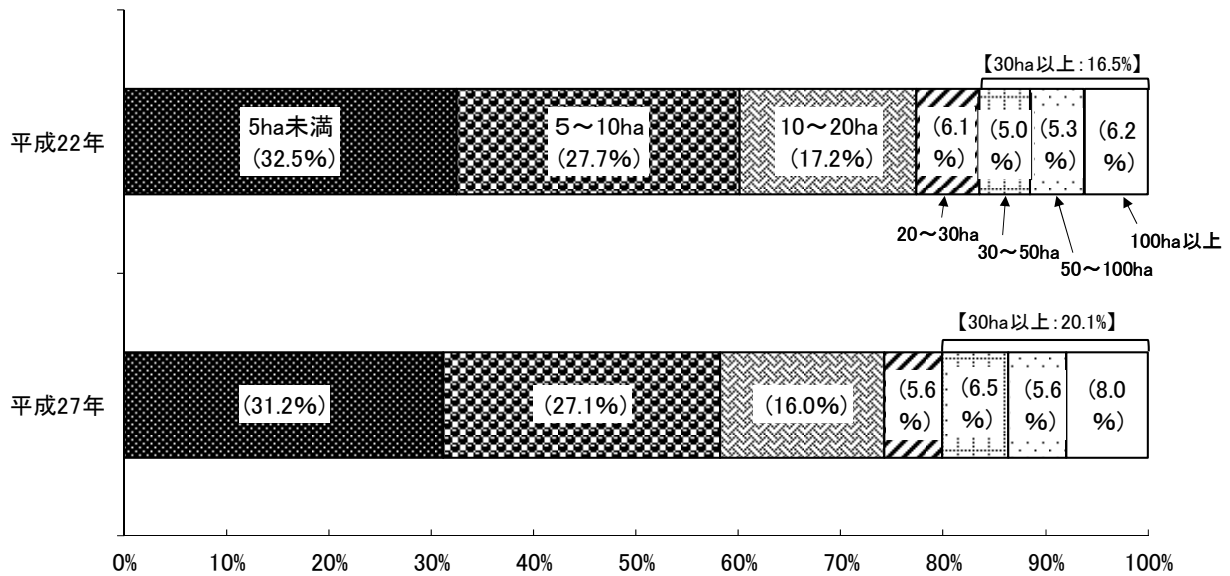 【30ha以上:16.5%】
平成22年
5ha未満
(32.5%)
5~10ha
(27.7%)
10~20ha
(17.2%)
(6.1
%)
(5.0
%)
(5.3
%)
(6.2
%)
20~30ha
30~50ha
50~100ha
100ha以上
【30ha以上:20.1%】
平成27年
(31.2%)
(27.1%)
(16.0%)
(5.6
%)
(6.5
%)
(5.6
%)
(8.0
%)
0% 10% 20% 30% 40% 50% 60% 70% 80% 90% 100%